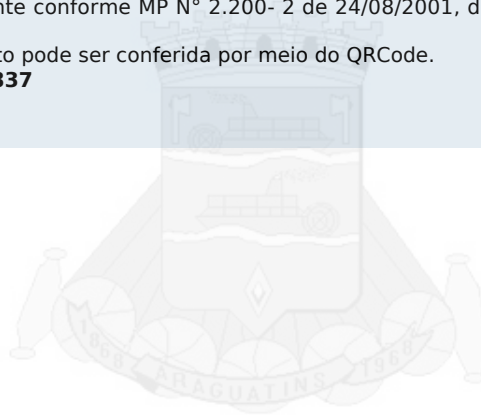 nte conforme MP N° 2.200- 2 de 24/08/2001, d
to pode ser conferida por meio do QRCode.
337
1868 ARAGUATINS 1968